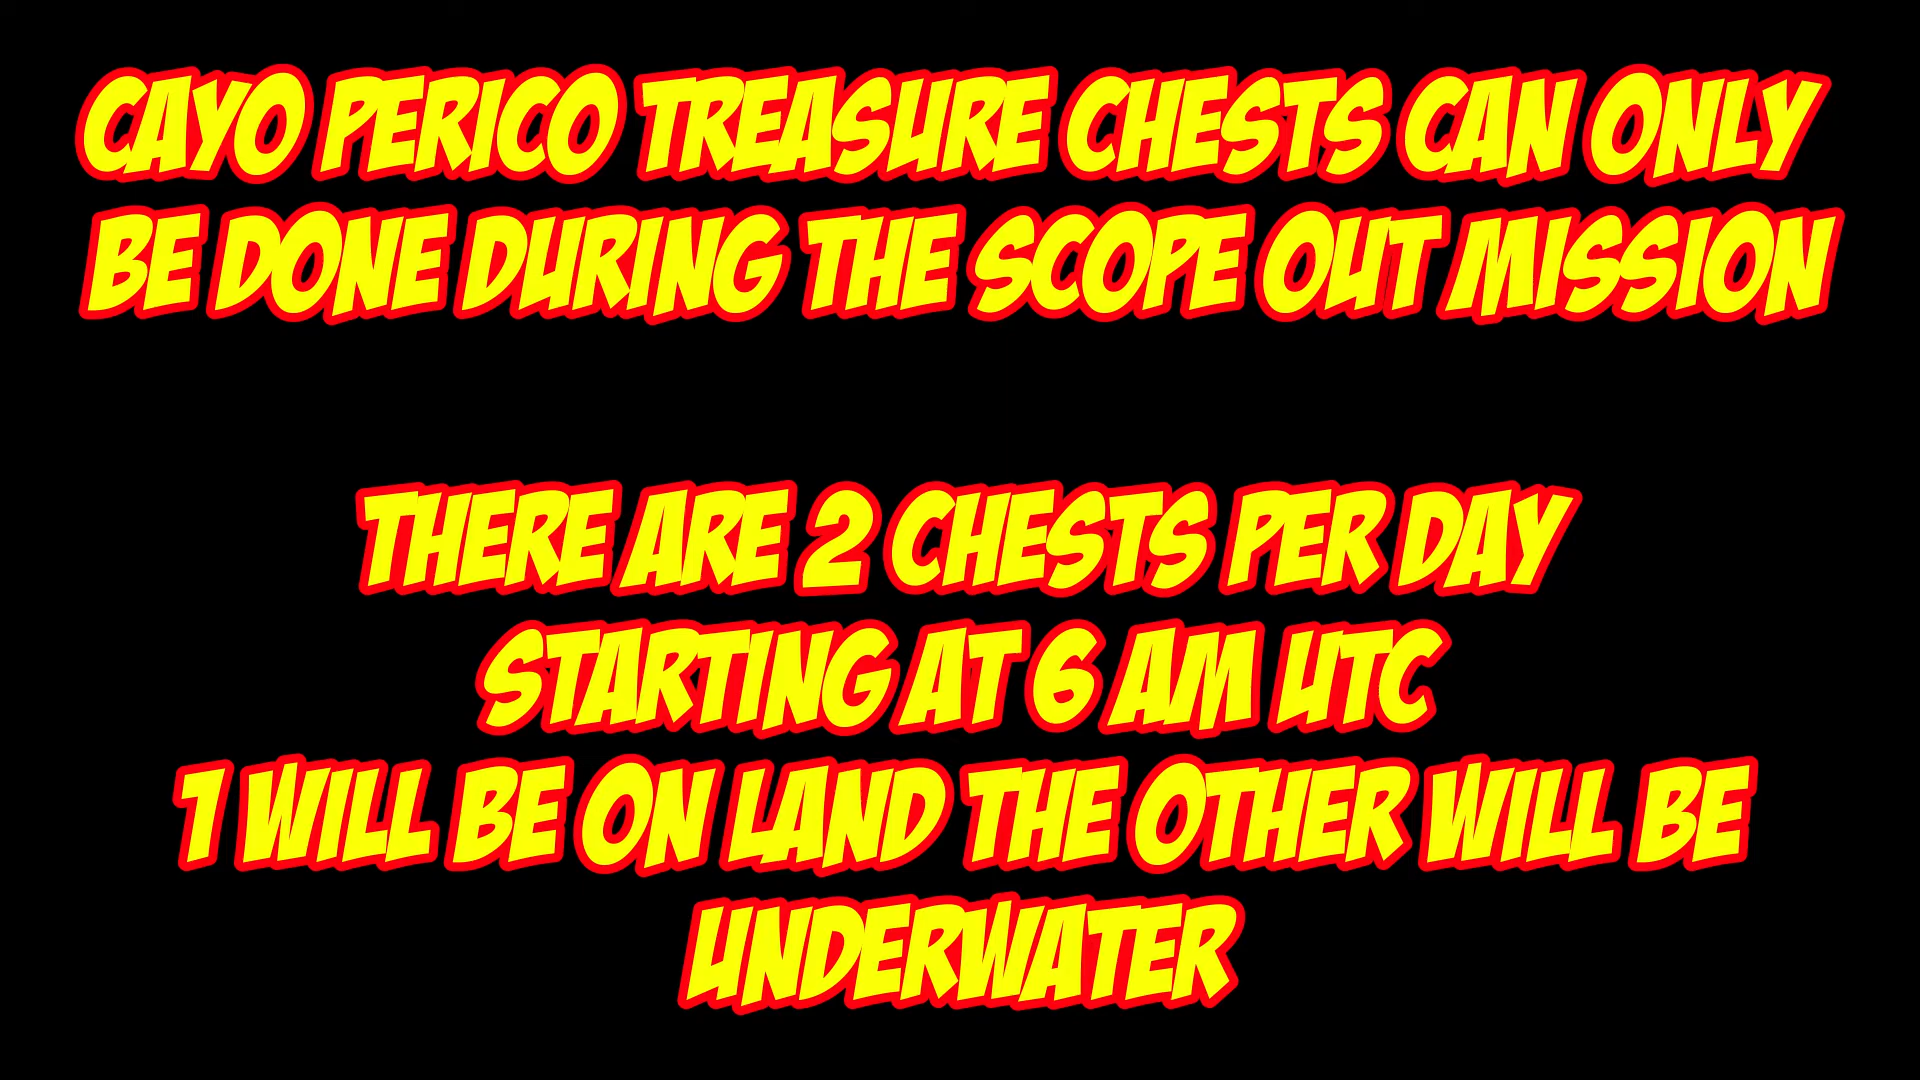 CAYO PERICO TREASURE CHESTS CAN ONLY
BE DONE DURING THE SCOPE OUT MISSION
THERE ARE 2 CHESTS PER DAY
STARTING AT 6 AM UTC
1 WILL BE ON LAND THE OTHER WILL BE
UNDERWATER